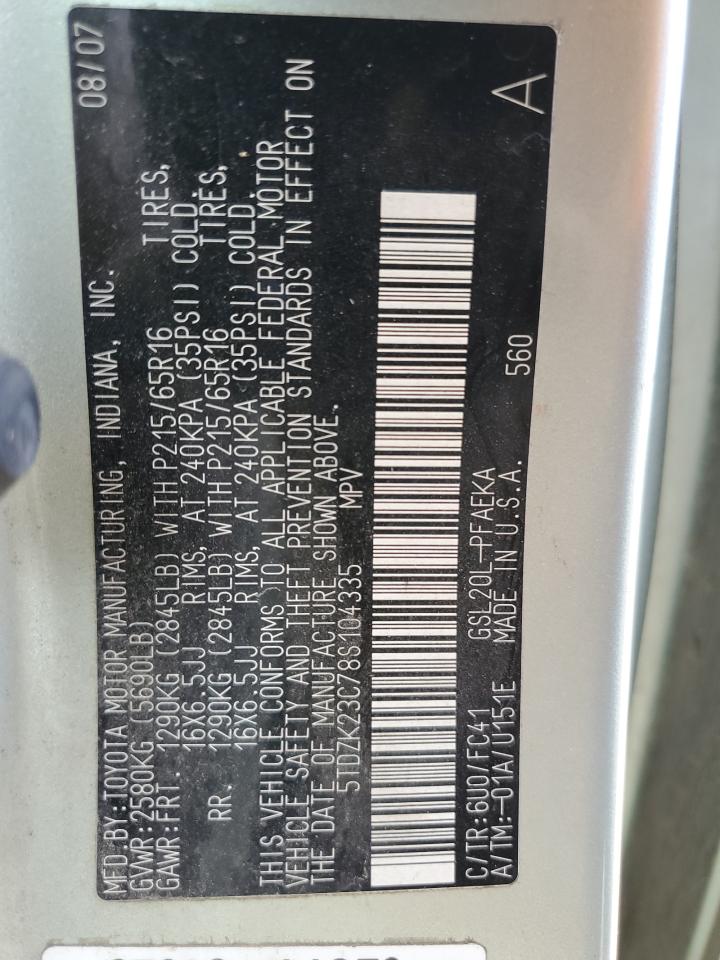 MFD BY:TOYOTA MOTOR MANUFACTURING, INDIANA, INC. 08/07
GVWR:2580KG (5690LB)
GAWR:FRT. 1290KG (2845LB) WITH P215/65R16 TIRES,
16X6.5JJ RIMS, AT 240KPA (35PSI) COLD.
RR. 1290KG (2845LB) WITH P215/65R16 TIRES,
16X6.5JJ RIMS, AT 240KPA (35PSI) COLD.
THIS VEHICLE CONFORMS TO ALL APPLICABLE FEDERAL MOTOR
VEHICLE SAFETY AND THEFT PREVENTION STANDARDS IN EFFECT ON
THE DATE OF MANUFACTURE SHOWN ABOVE.
5TDZK23C78S104335 MPV
C/TR:6U0/FC41 GSL20L-PFAEKA
A/TM:-01A/U151E MADE IN U.S.A. 560 A